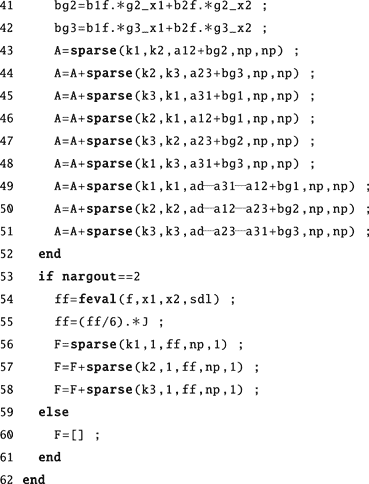 41 bg2=b1f.*g2_x1+b2f.*g2_x2 ;
42 bg3=b1f.*g3_x1+b2f.*g3_x2 ;
43 A=sparse(k1,k2,a12+bg2,np,np) ;
44 A=A+sparse(k2,k3,a23+bg3,np,np) ;
45 A=A+sparse(k3,k1,a31+bg1,np,np) ;
46 A=A+sparse(k2,k1,a12+bg1,np,np) ;
47 A=A+sparse(k3,k2,a23+bg2,np,np) ;
48 A=A+sparse(k1,k3,a31+bg3,np,np) ;
49 A=A+sparse(k1,k1,ad-a31-a12+bg1,np,np) ;
50 A=A+sparse(k2,k2,ad-a12-a23+bg2,np,np) ;
51 A=A+sparse(k3,k3,ad-a23-a31+bg3,np,np) ;
52 end
53 if nargout==2
54 ff=feval(f,x1,x2,sdl) ;
55 ff=(ff/6).*J ;
56 F=sparse(k1,1,ff,np,1) ;
57 F=F+sparse(k2,1,ff,np,1) ;
58 F=F+sparse(k3,1,ff,np,1) ;
59 else
60 F=[] ;
61 end
62 end